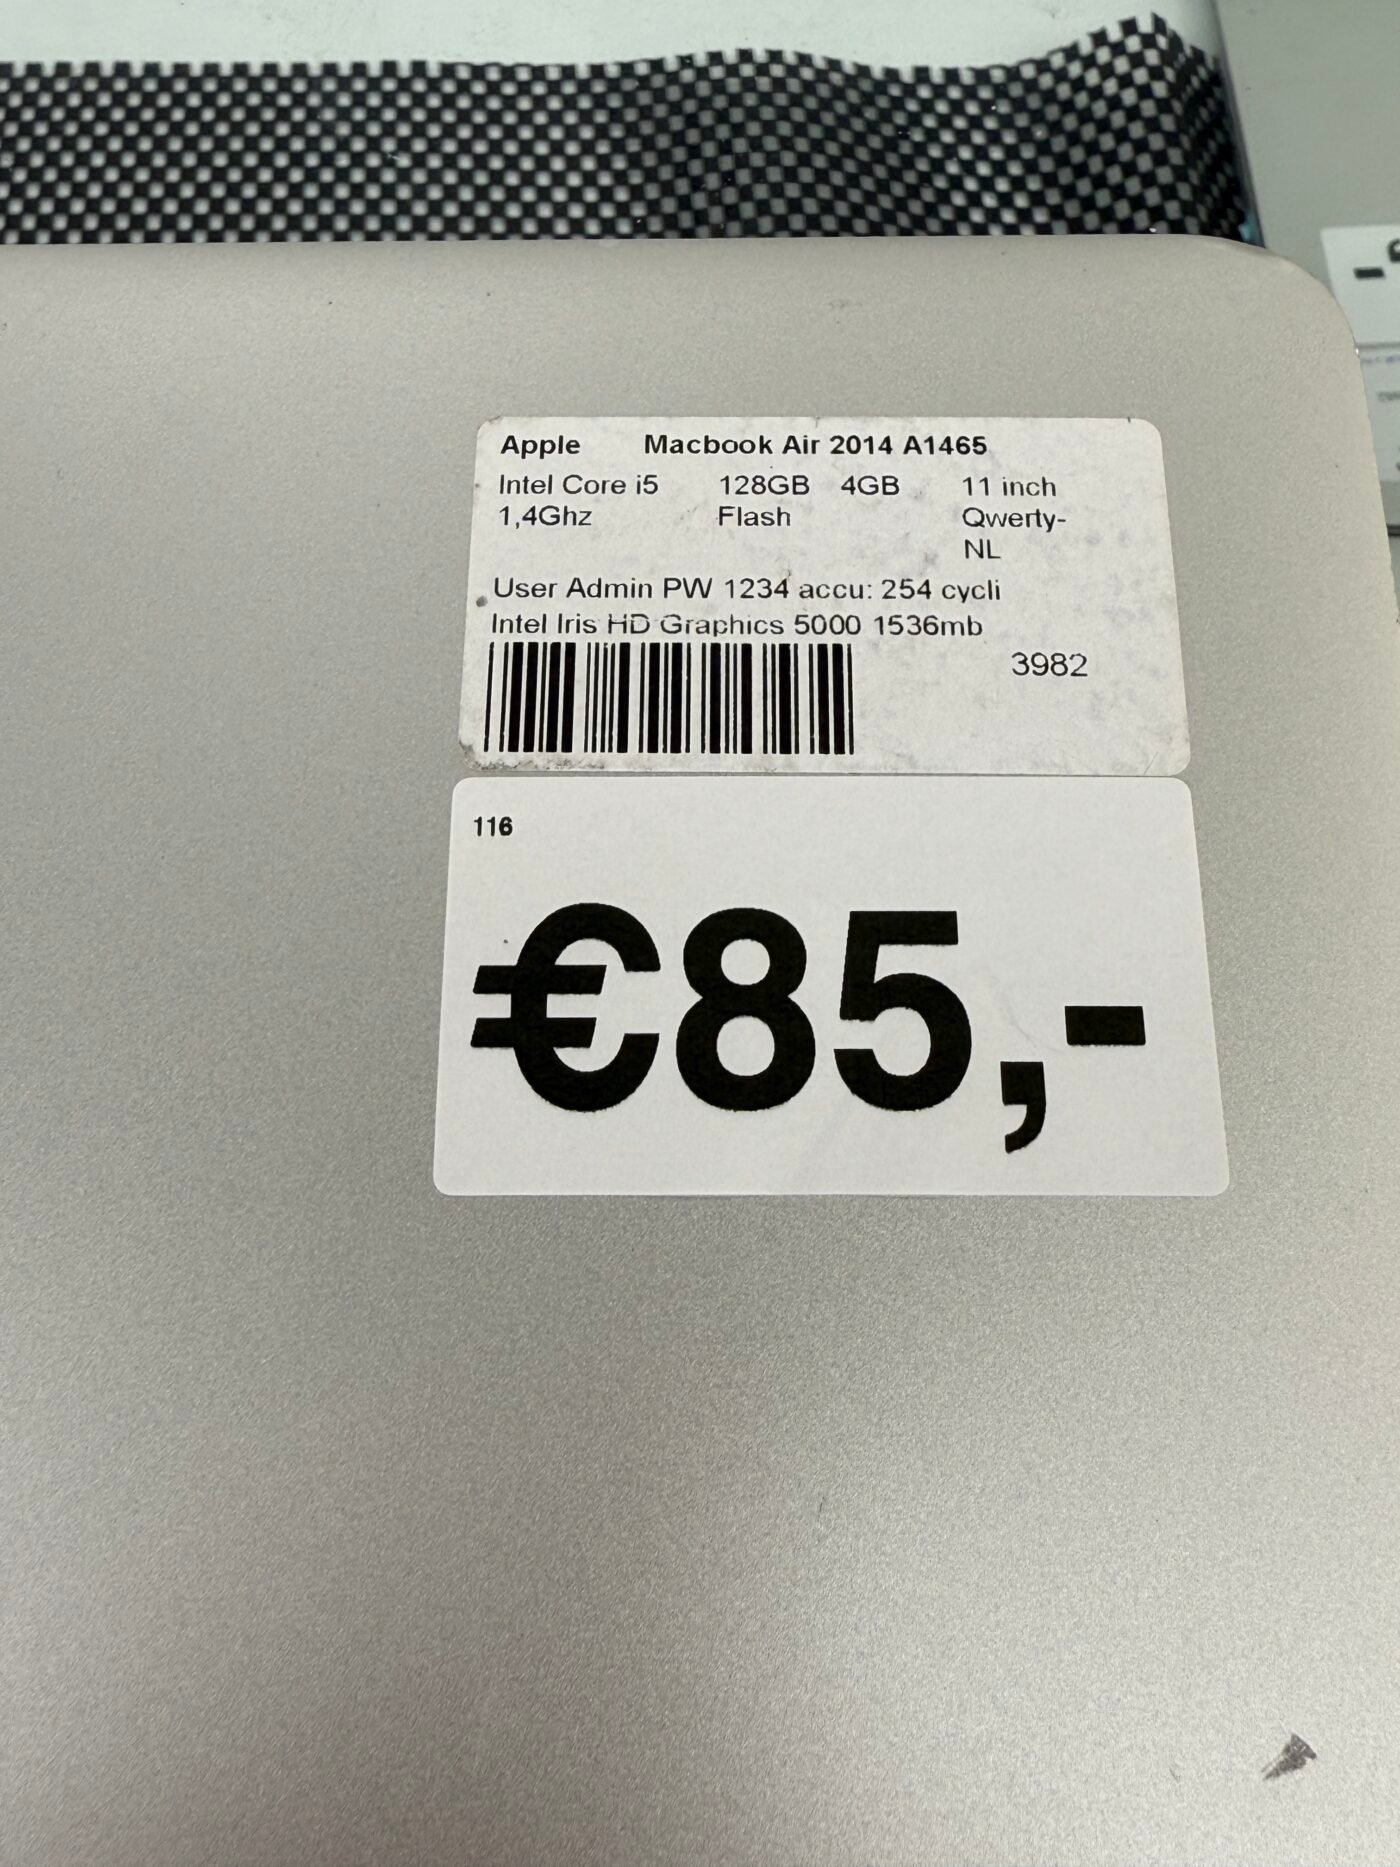 Apple Macbook Air 2014 A1465
Intel Core i5 128GB 4GB 11 inch
1,4Ghz Flash Qwerty-
NL
User Admin PW 1234 accu: 254 cycli
Intel Iris HD Graphics 5000 1536mb
3982
116
€85,-